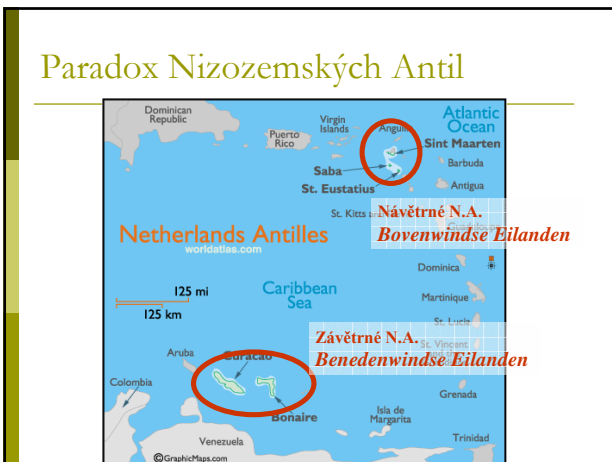 Paradox Nizozemských Antil
Dominican
Republic
Puerto
Rico
Virgin
Islands
Anguilla
Atlantic
Ocean
Sint Maarten
Saba
Barbuda
St. Eustatius
Antigua
St. Kitts
Návětrné N.A.
Bovenwindse Eilanden
Netherlands Antilles
worldatlas.com
Dominica
125 mi
125 km
Caribbean
Sea
Martinique
St. Lucia
Závětrné N.A.
St. Vincent
Benedenwindse Eilanden
Aruba
Curacao
Colombia
Bonaire
Grenada
Isla de
Margarita
Venezuela
Trinidad
©GraphicMaps.com